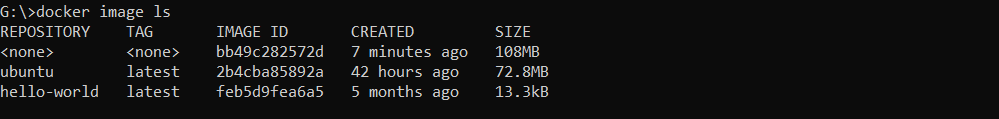 G:\>docker image ls
REPOSITORY TAG IMAGE ID CREATED SIZE
<none> <none> bb49c282572d 7 minutes ago 108MB
ubuntu latest 2b4cba85892a 42 hours ago 72.8MB
hello-world latest feb5d9fea6a5 5 months ago 13.3kB